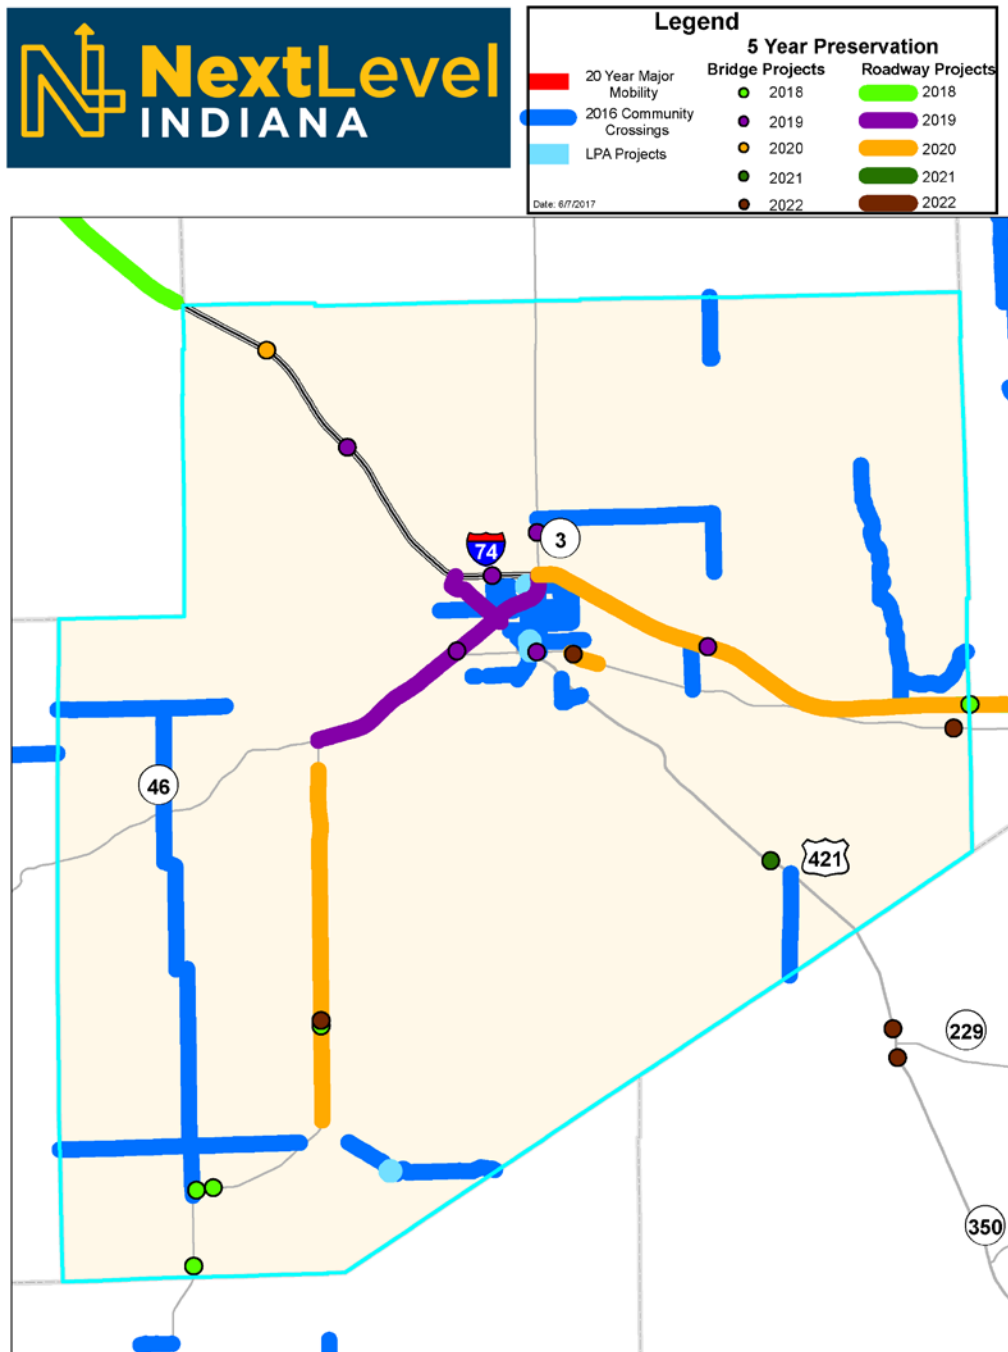 NextLevel
INDIANA
Legend
5 Year Preservation
Bridge Projects
Roadway Projects
20 Year Major
Mobility
2016 Community
Crossings
LPA Projects
2018
2019
2020
2021
2022
2018
2019
2020
2021
2022
Date: 6/7/2017
74
3
46
421
229
350